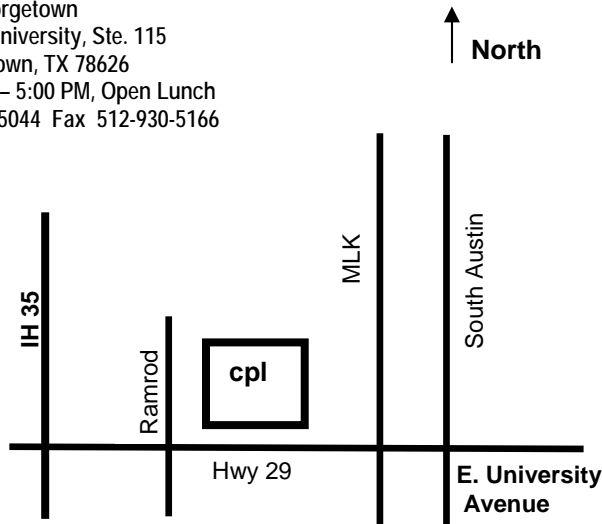 rgetown
niversity, Ste. 115
own, TX 78626
– 5:00 PM, Open Lunch
5044 Fax 512-930-5166
North
MLK
South Austin
IH 35
Ramrod
cpl
Hwy 29
E. University
Avenue